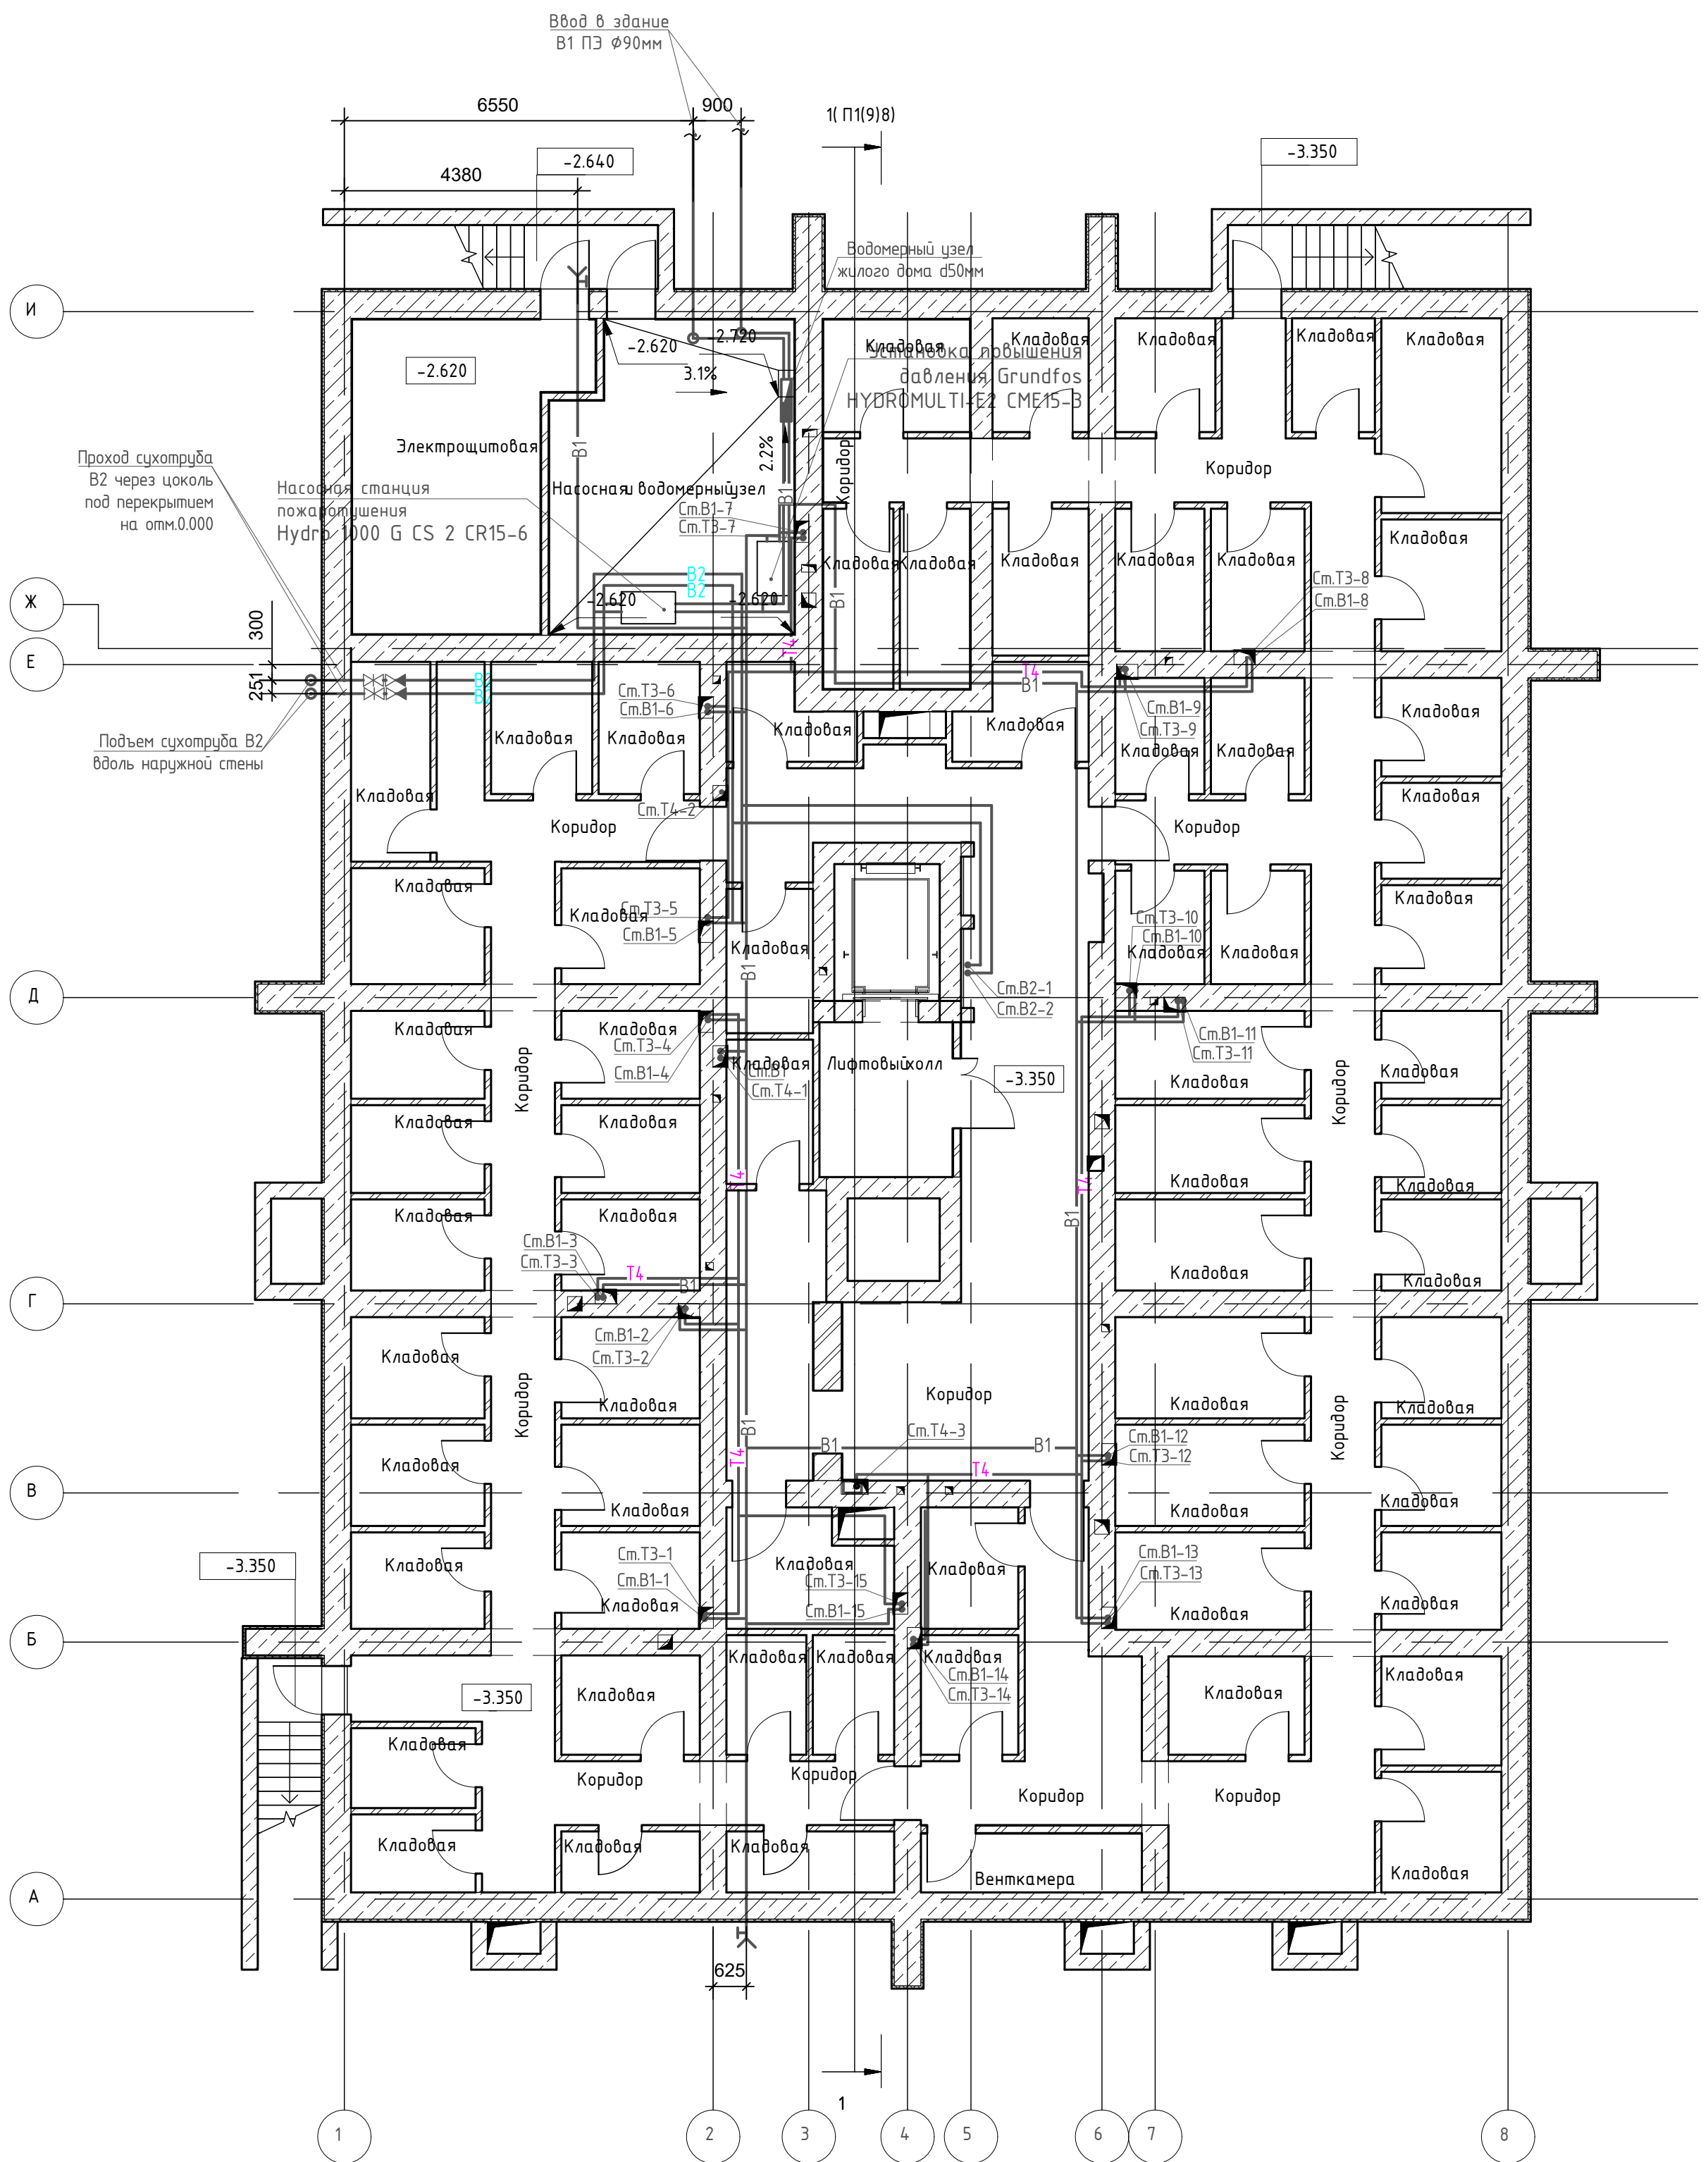 Ввод в здание
В1 ПЭ Ф90мм
6550
900
1( П1(9)8)
-2.640
-3.350
4380
Водомерный узел
жилого дома d50мм
И
-2.620
-2.720
3.1%
-2.620
Кладовая
Кладовая
Кладовая
Кладовая
Кладовая
Установка повышения
давления Grundfos
HYDROMULTI-E2 CME15-3
Электрощитовая
В1
2.2%
Коридор
Коридор
Проход сухотруба
В2 через цоколь
под перекрытием
на отм.0.000
Насосная станция
пожаротушения
Hydro 1000 G CS 2 CR15-6
Насосная и водомерный узел
В1
Ст.В1-7
Ст.Т3-7
Кладовая
Кладовая
Кладовая
Кладовая
Кладовая
Кладовая
Ст.Т3-8
Ст.В1-8
В2
В2
-2.620
-2.620
В1
Ж
300
Е
251
Т4
Т4
В1
В2
В2
Ст.Т3-6
Ст.В1-6
Ст.В1-9
Ст.Т3-9
Кладовая
Подъем сухотруба В2
вдоль наружной стены
Кладовая
Кладовая
Кладовая
Кладовая
Кладовая
Кладовая
Кладовая
Кладовая
Ст.Т4-2
Коридор
Коридор
Кладовая
Кладовая
Ст.Т3-5
Ст.В1-5
Кладовая
В1
Ст.Т3-10
Ст.В1-10
Кладовая
Кладовая
Кладовая
Д
Ст.В2-1
Ст.В2-2
Кладовая
Кладовая
Ст.Т3-4
Ст.В1-4
Кладовая
Ст.В1
Ст.Т4-1
Лифтовый холл
-3.350
Ст.В1-11
Ст.Т3-11
Кладовая
Кладовая
Коридор
Коридор
Кладовая
Кладовая
Т4
Т4
Кладовая
Кладовая
Кладовая
Кладовая
В1
Ст.В1-3
Ст.Т3-3
Т4
В1
Кладовая
Кладовая
Г
Ст.В1-2
Ст.Т3-2
Кладовая
Кладовая
Коридор
Коридор
Кладовая
Кладовая
Коридор
В1
Ст.Т4-3
В1
В1
Ст.В1-12
Ст.Т3-12
Т4
Т4
Кладовая
Кладовая
Кладовая
Кладовая
В
Ст.Т3-1
Ст.В1-1
Кладовая
Кладовая
Кладовая
Ст.Т3-15
Ст.В1-15
Кладовая
Ст.В1-13
Ст.Т3-13
Кладовая
Кладовая
-3.350
Б
Кладовая
Кладовая
Кладовая
Ст.В1-14
Ст.Т3-14
Кладовая
-3.350
Кладовая
Кладовая
Кладовая
Коридор
Коридор
Коридор
Коридор
Кладовая
Кладовая
Кладовая
Венткамера
Кладовая
А
625
1
1
2
3
4
5
6
7
8